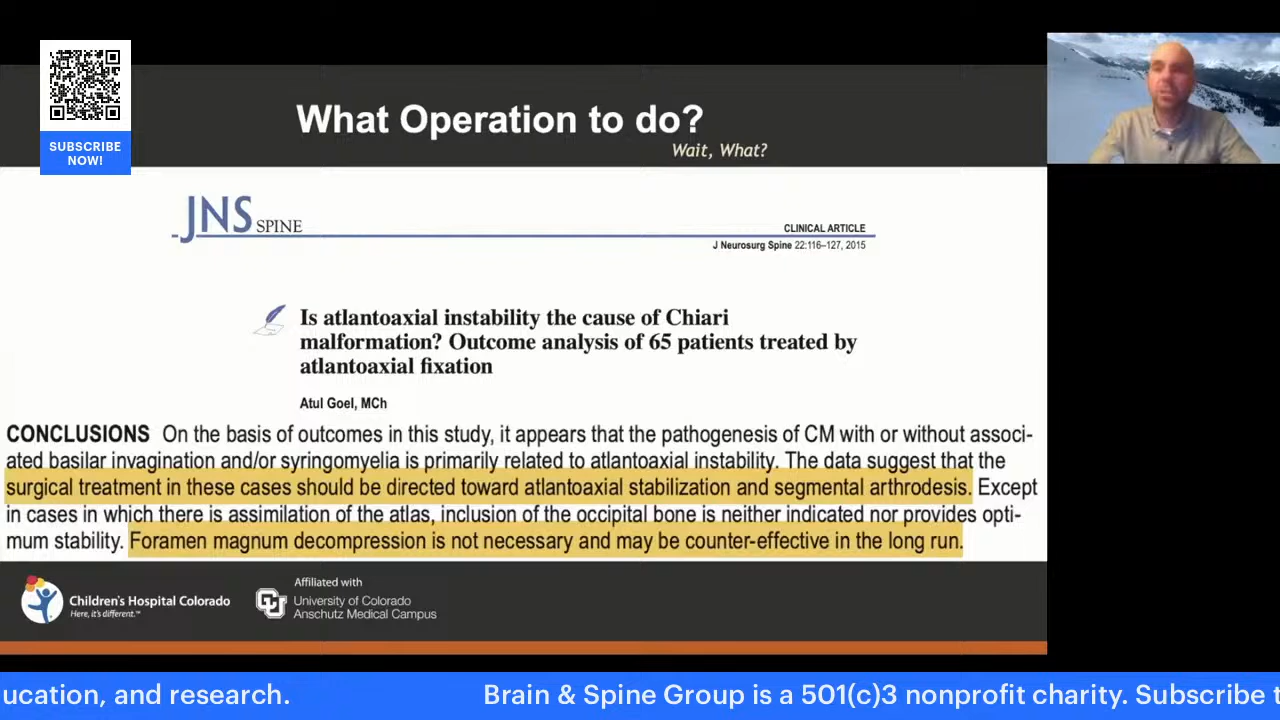 SUBSCRIBE
NOW!
What Operation to do?
Wait, What?
JNS SPINE
CLINICAL ARTICLE
J Neurosurg Spine 22:116–127, 2015
Is atlantoaxial instability the cause of Chiari
malformation? Outcome analysis of 65 patients treated by
atlantoaxial fixation
Atul Goel, MCh
CONCLUSIONS On the basis of outcomes in this study, it appears that the pathogenesis of CM with or without associ-
ated basilar invagination and/or syringomyelia is primarily related to atlantoaxial instability. The data suggest that the
surgical treatment in these cases should be directed toward atlantoaxial stabilization and segmental arthrodesis. Except
in cases in which there is assimilation of the atlas, inclusion of the occipital bone is neither indicated nor provides opti-
mum stability. Foramen magnum decompression is not necessary and may be counter-effective in the long run.
Children's Hospital Colorado
Here, it's different.™
Affiliated with
University of Colorado
Anschutz Medical Campus
ucation, and research. Brain & Spine Group is a 501(c)3 nonprofit charity. Subscribe t